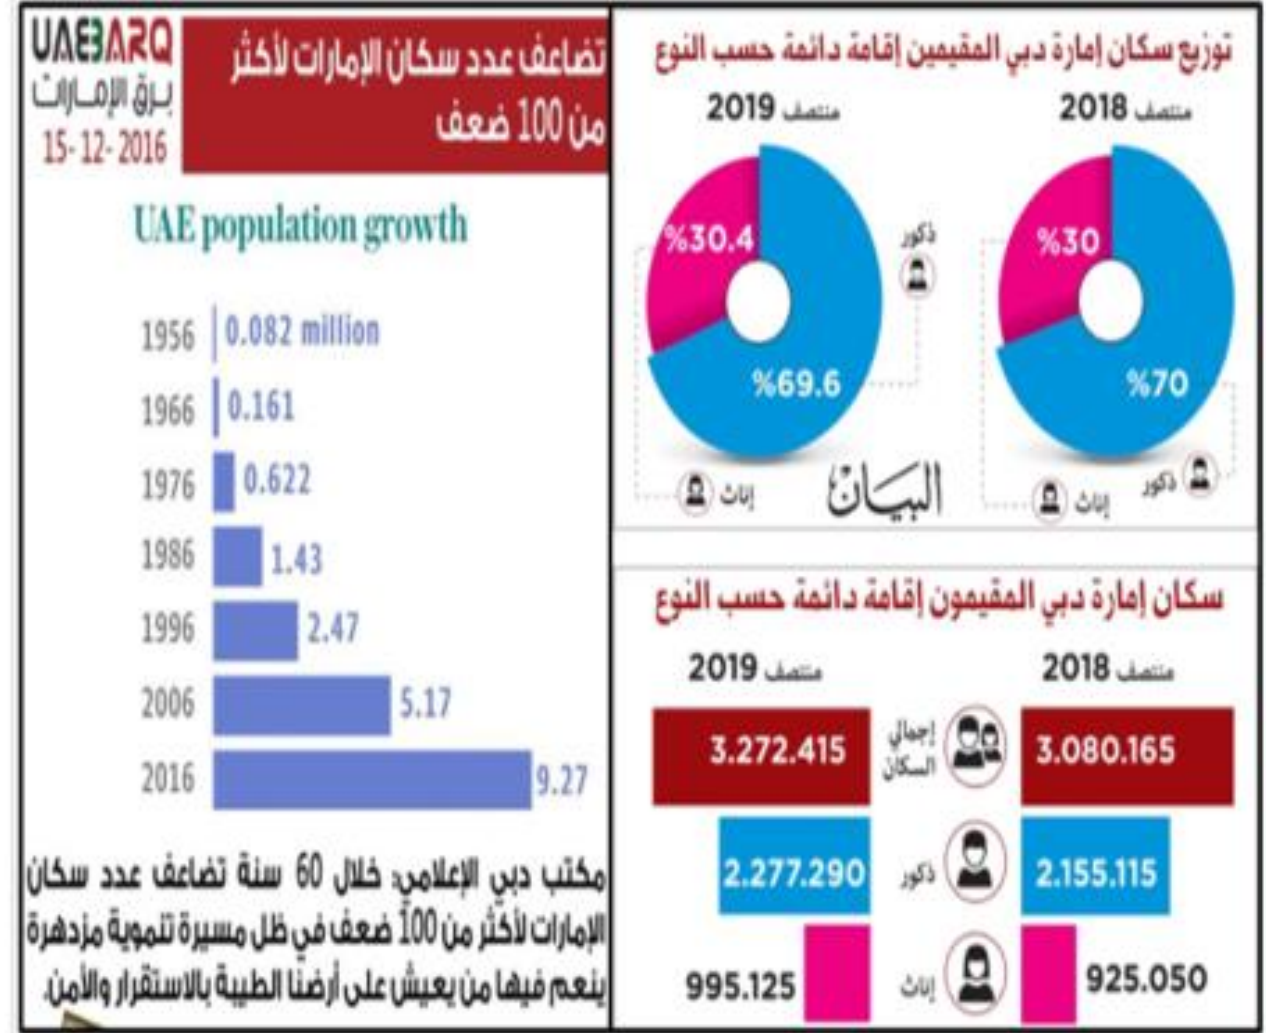 UAEBARQ
برق الإمارات
15-12-2016
تضاعف عدد سكان الإمارات لأكثر
من 100 ضعف
UAE population growth
1956 0.082 million
1966 0.161
1976 0.622
1986 1.43
1996 2.47
2006 5.17
2016 9.27
مكتب دبي الإعلامي: خلال 60 سنة تضاعف عدد سكان
الإمارات لأكثر من 100 ضعف في ظل مسيرة تنموية مزدهرة
ينعم فيها من يعيش على أرضنا الطيبة بالاستقرار والأمن.
توزيع سكان إمارة دبي المقيمين إقامة دائمة حسب النوع
منتصف 2018
منتصف 2019
%30
%70
ذكور
إناث
%30.4
%69.6
ذكور
إناث
البيان
سكان إمارة دبي المقيمون إقامة دائمة حسب النوع
منتصف 2018
منتصف 2019
3.080.165
إجمالي
السكان
3.272.415
2.155.115
ذكور
2.277.290
925.050
إناث
995.125